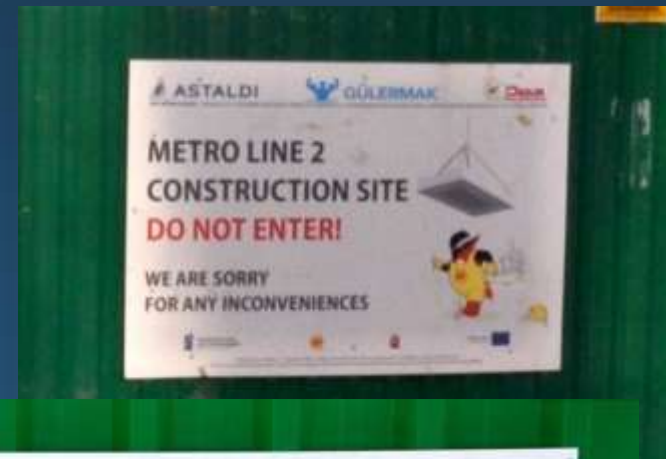 ASTALDI GÜLERMAK
METRO LINE 2
CONSTRUCTION SITE
DO NOT ENTER!
WE ARE SORRY
FOR ANY INCONVENIENCES